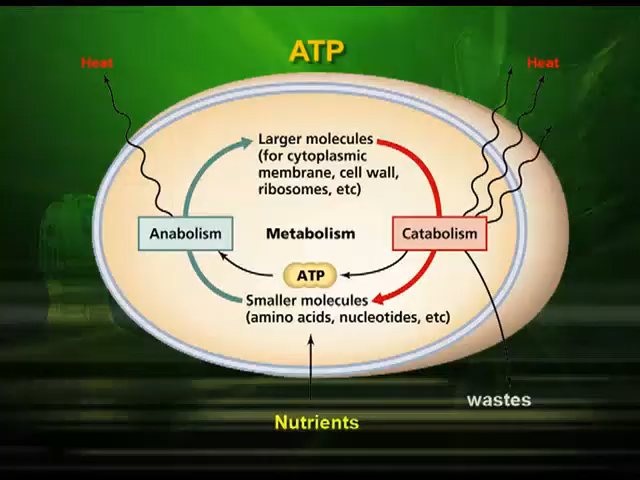 ATP
Heat
Heat
Larger molecules
(for cytoplasmic
membrane, cell wall,
ribosomes, etc)
Anabolism
Metabolism
Catabolism
ATP
Smaller molecules
(amino acids, nucleotides, etc)
wastes
Nutrients